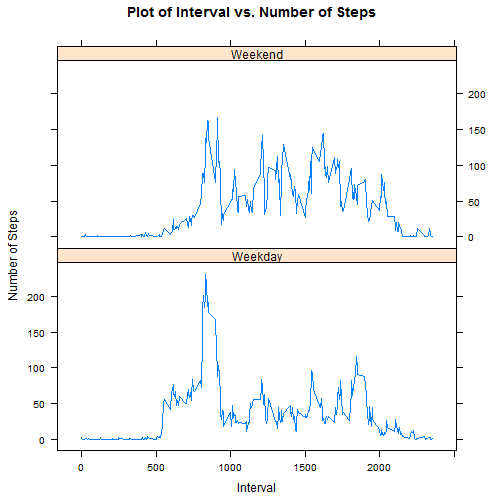 Plot of Interval vs. Number of Steps
Weekend
200
150
100
50
0
Weekday
200
150
100
50
0
0 500 1000 1500 2000
Interval
Number of Steps